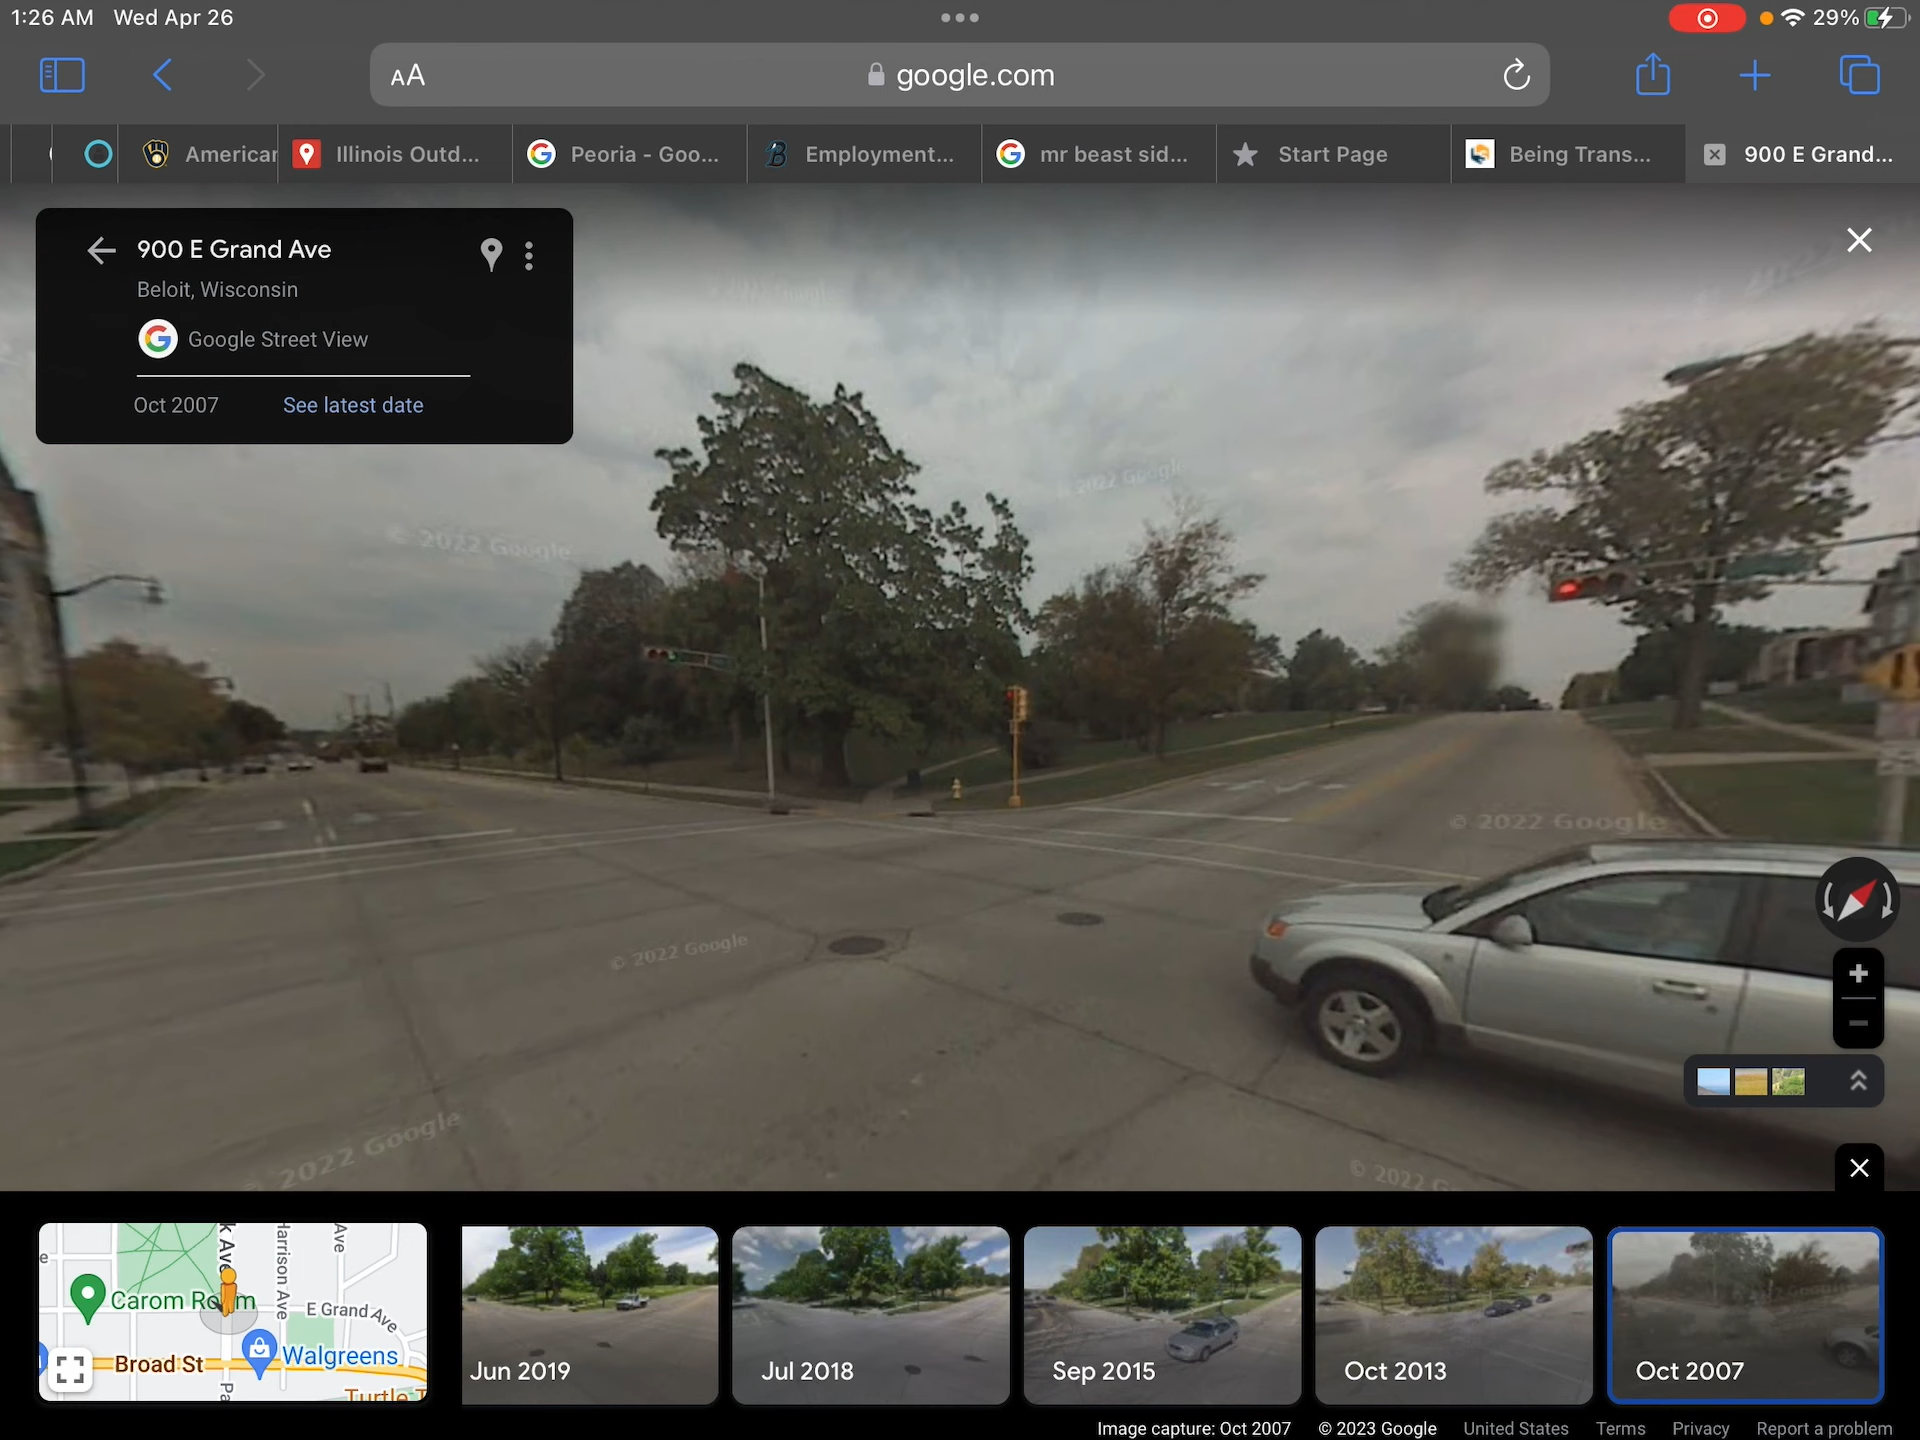 1:26 AM Wed Apr 26
29%
AA
google.com
American
Illinois Outd...
Peoria - Goo...
Employment...
mr beast sid...
Start Page
Being Trans...
900 E Grand...
900 E Grand Ave
Beloit, Wisconsin
Google Street View
Oct 2007 See latest date
© 2022 Google
© 2022 Google
© 2022 Google
© 2022 Google
2022 Google
© 2022
k Ave
Harrison Ave
Ave
Carom Room
E Grand Ave
Walgreens
Broad St
Pa
Turtle T
Jun 2019
Jul 2018
Sep 2015
Oct 2013
Oct 2007
Image capture: Oct 2007 © 2023 Google United States Terms Privacy Report a problem